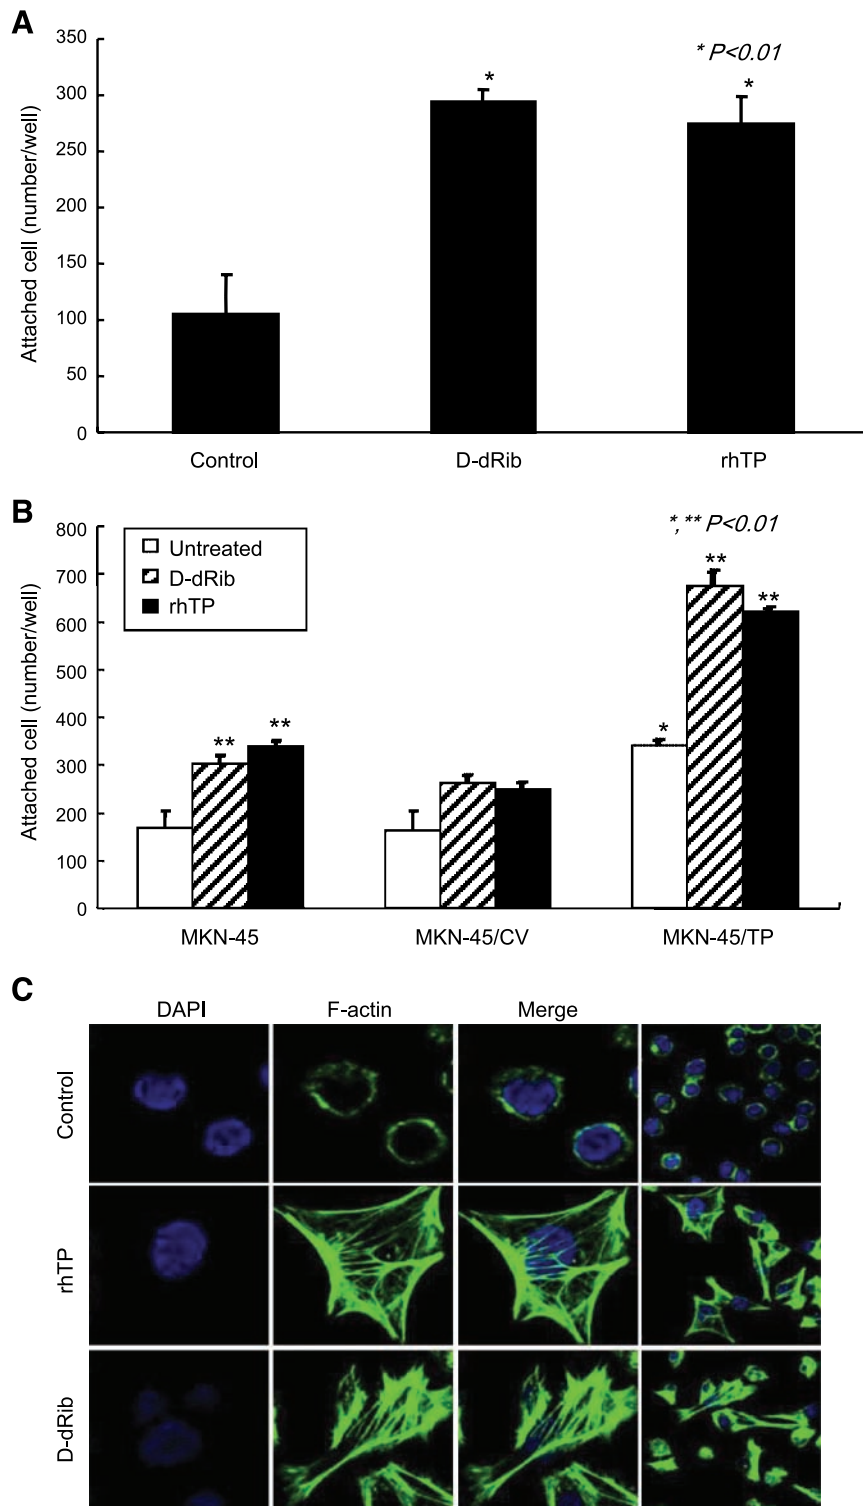 A
350
300
250
200
150
100
50
0
Attached cell (number/well)
* P<0.01
*
*
Control
D-dRib
rhTP
B
800
700
600
500
400
300
200
100
0
Attached cell (number/well)
Untreated
D-dRib
rhTP
*,** P<0.01
**
**
*
**
**
MKN-45
MKN-45/CV
MKN-45/TP
C
DAPI
F-actin
Merge
Control
rhTP
D-dRib